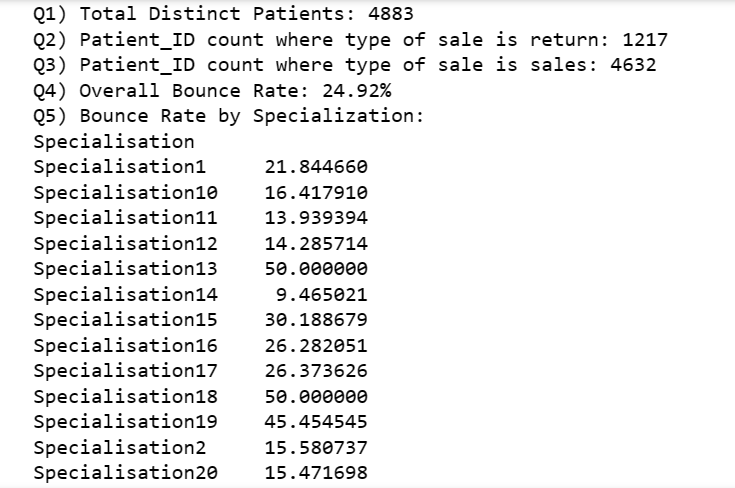 Q1) Total Distinct Patients: 4883
Q2) Patient_ID count where type of sale is return: 1217
Q3) Patient_ID count where type of sale is sales: 4632
Q4) Overall Bounce Rate: 24.92%
Q5) Bounce Rate by Specialization:
Specialisation
Specialisation1     21.844660
Specialisation10    16.417910
Specialisation11    13.939394
Specialisation12    14.285714
Specialisation13    50.000000
Specialisation14     9.465021
Specialisation15    30.188679
Specialisation16    26.282051
Specialisation17    26.373626
Specialisation18    50.000000
Specialisation19    45.454545
Specialisation2     15.580737
Specialisation20    15.471698